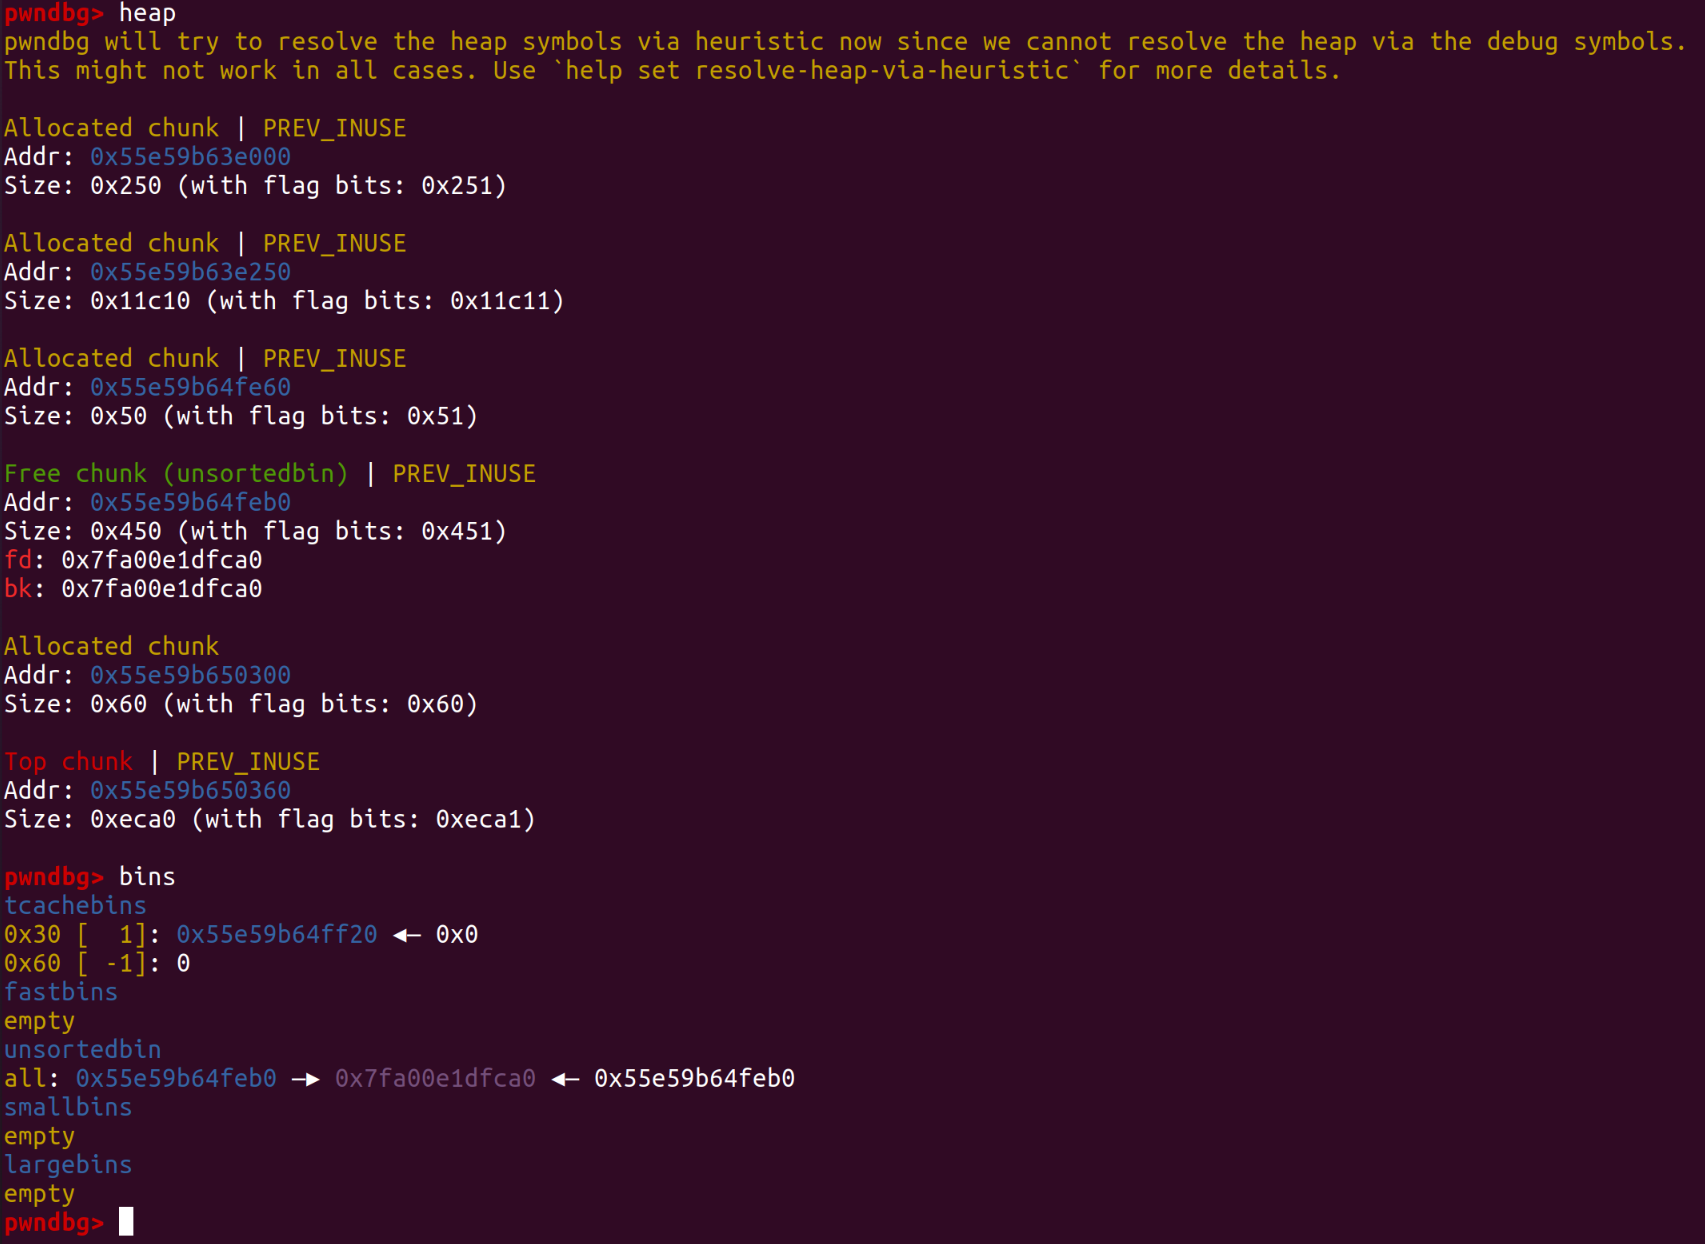 pwndbg> heap
pwndbg will try to resolve the heap symbols via heuristic now since we cannot resolve the heap via the debug symbols.
This might not work in all cases. Use `help set resolve-heap-via-heuristic` for more details.
Allocated chunk | PREV_INUSE
Addr: 0x55e59b63e000
Size: 0x250 (with flag bits: 0x251)
Allocated chunk | PREV_INUSE
Addr: 0x55e59b63e250
Size: 0x11c10 (with flag bits: 0x11c11)
Allocated chunk | PREV_INUSE
Addr: 0x55e59b64fe60
Size: 0x50 (with flag bits: 0x51)
Free chunk (unsortedbin) | PREV_INUSE
Addr: 0x55e59b64feb0
Size: 0x450 (with flag bits: 0x451)
fd: 0x7fa00e1dfca0
bk: 0x7fa00e1dfca0
Allocated chunk
Addr: 0x55e59b650300
Size: 0x60 (with flag bits: 0x60)
Top chunk | PREV_INUSE
Addr: 0x55e59b650360
Size: 0xeca0 (with flag bits: 0xeca1)
pwndbg> bins
tcachebins
0x30 [  1]: 0x55e59b64ff20 ◂— 0x0
0x60 [ -1]: 0
fastbins
empty
unsortedbin
all: 0x55e59b64feb0 —▸ 0x7fa00e1dfca0 ◂— 0x55e59b64feb0
smallbins
empty
largebins
empty
pwndbg>